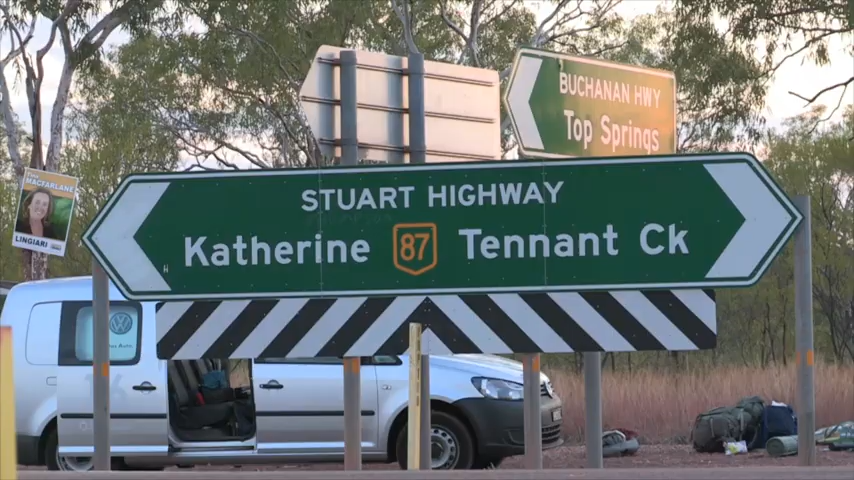 BUCHANAN HWY
Top Springs
STUART HIGHWAY
Katherine 87 Tennant Ck
MACFARLANE
LINGIARI